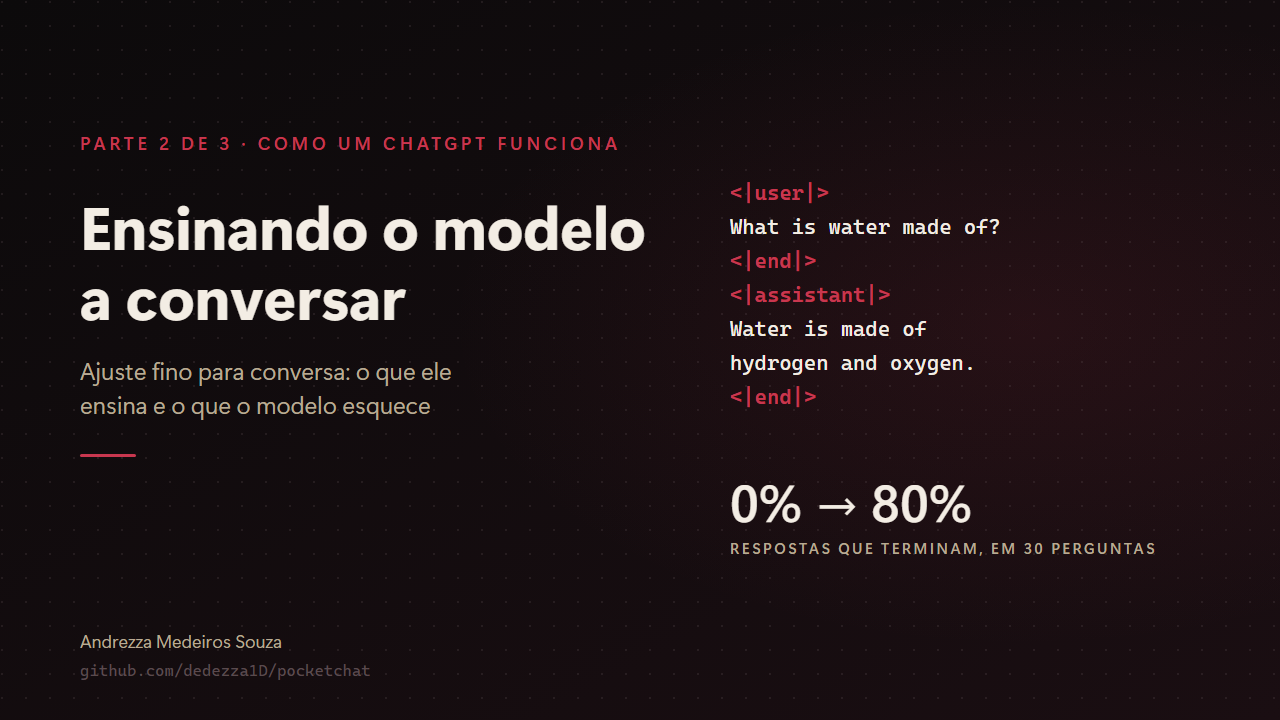 PARTE 2 DE 3 · COMO UM CHATGPT FUNCIONA
Ensinando o modelo
a conversar
Ajuste fino para conversa: o que ele
ensina e o que o modelo esquece
<|user|>
What is water made of?
<|end|>
<|assistant|>
Water is made of
hydrogen and oxygen.
<|end|>
0% → 80%
RESPOSTAS QUE TERMINAM, EM 30 PERGUNTAS
Andrezza Medeiros Souza
github.com/dedezza1D/pocketchat